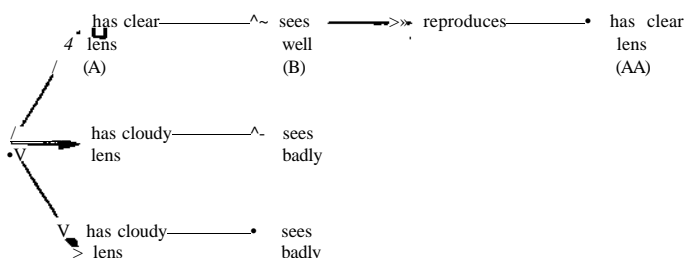 has clear sees reproduces has clear
lens well lens
(A) (B) (AA)
has cloudy sees
lens badly
has cloudy sees
lens badly